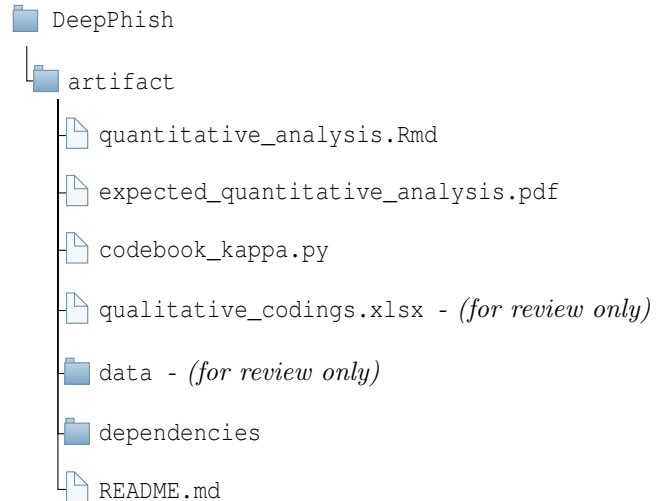 DeepPhish
artifact
quantitative_analysis.Rmd
expected_quantitative_analysis.pdf
codebook_kappa.py
qualitative_codings.xlsx - (for review only)
data - (for review only)
dependencies
README.md